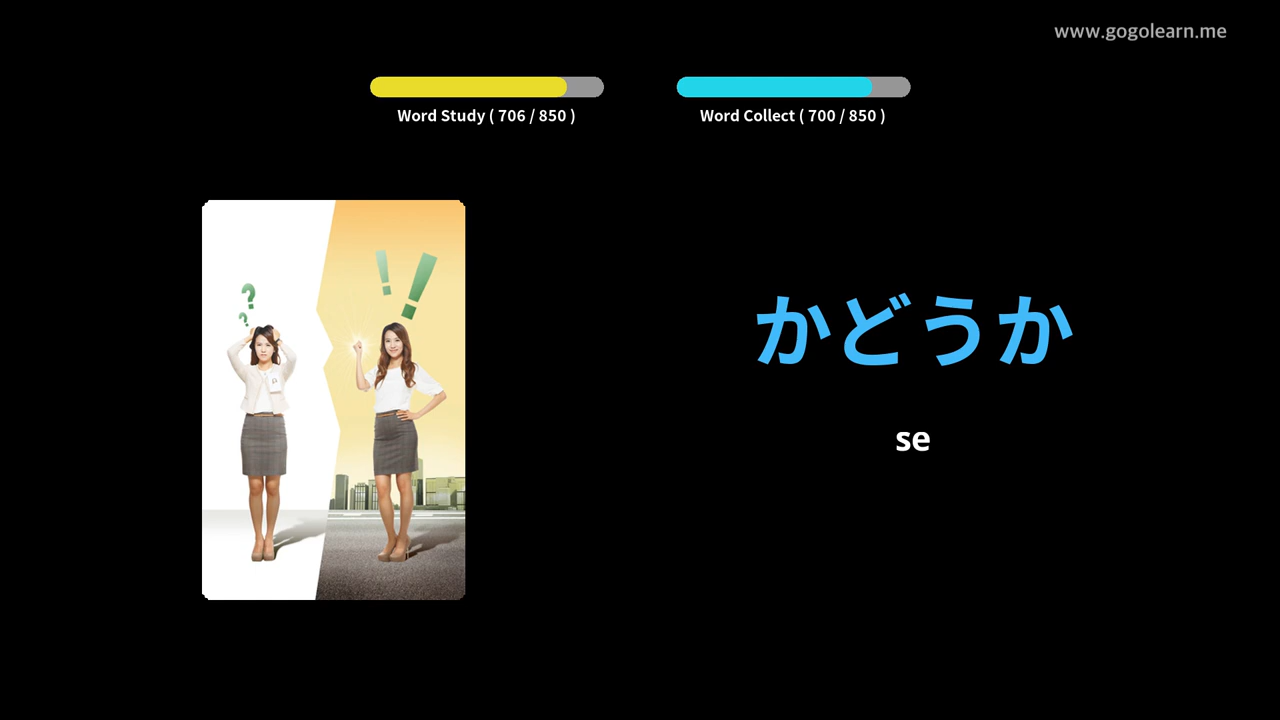 www.gogolearn.me
Word Study ( 706 / 850 )
Word Collect ( 700 / 850 )
? ?
! !
かどうか
se